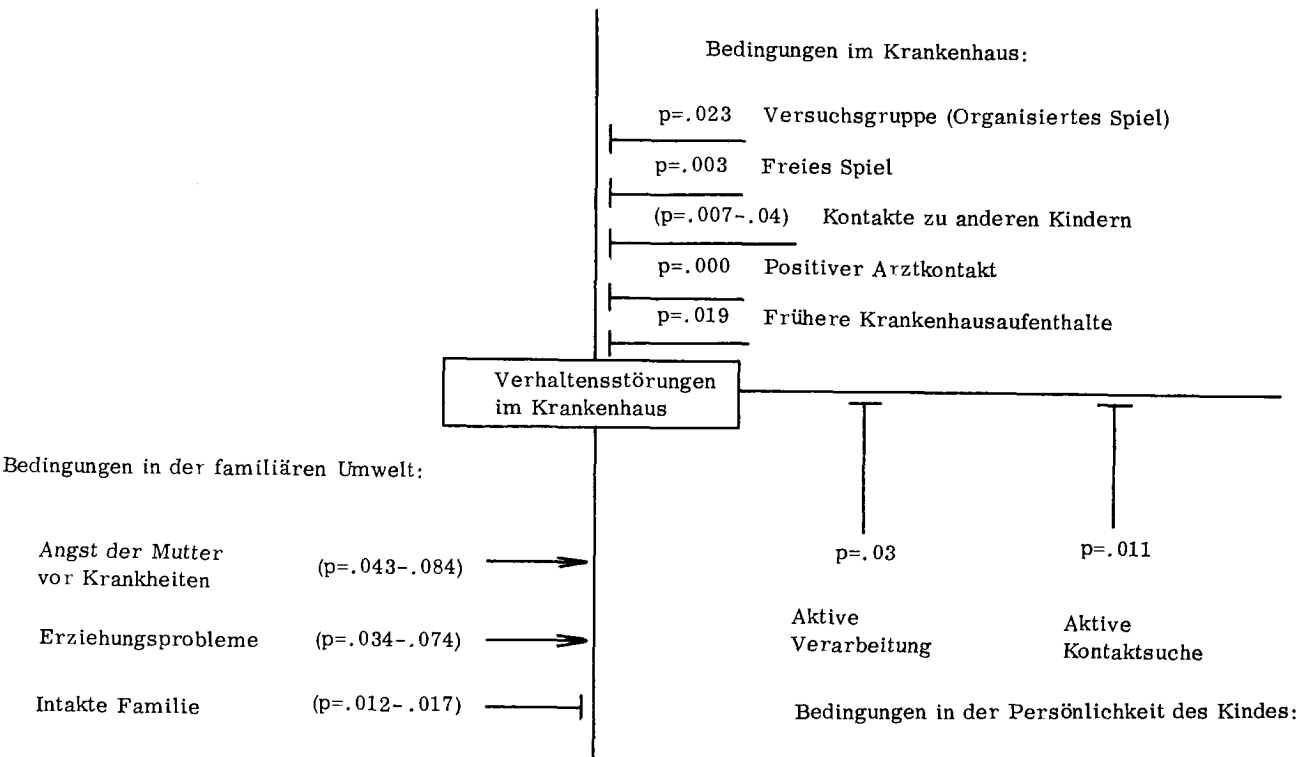 Bedingungen im Krankenhaus:
p=.023 Versuchsgruppe (Organisiertes Spiel)
p=.003 Freies Spiel
(p=.007-.04) Kontakte zu anderen Kindern
p=.000 Positiver Arztkontakt
p=.019 Frühere Krankenhausaufenthalte
Verhaltensstörungen
im Krankenhaus
Bedingungen in der familiären Umwelt:
Angst der Mutter
vor Krankheiten (p=.043-.084)
Erziehungsprobleme (p=.034-.074)
Intakte Familie (p=.012-.017)
p=.03
Aktive
Verarbeitung
p=.011
Aktive
Kontaktsuche
Bedingungen in der Persönlichkeit des Kindes: